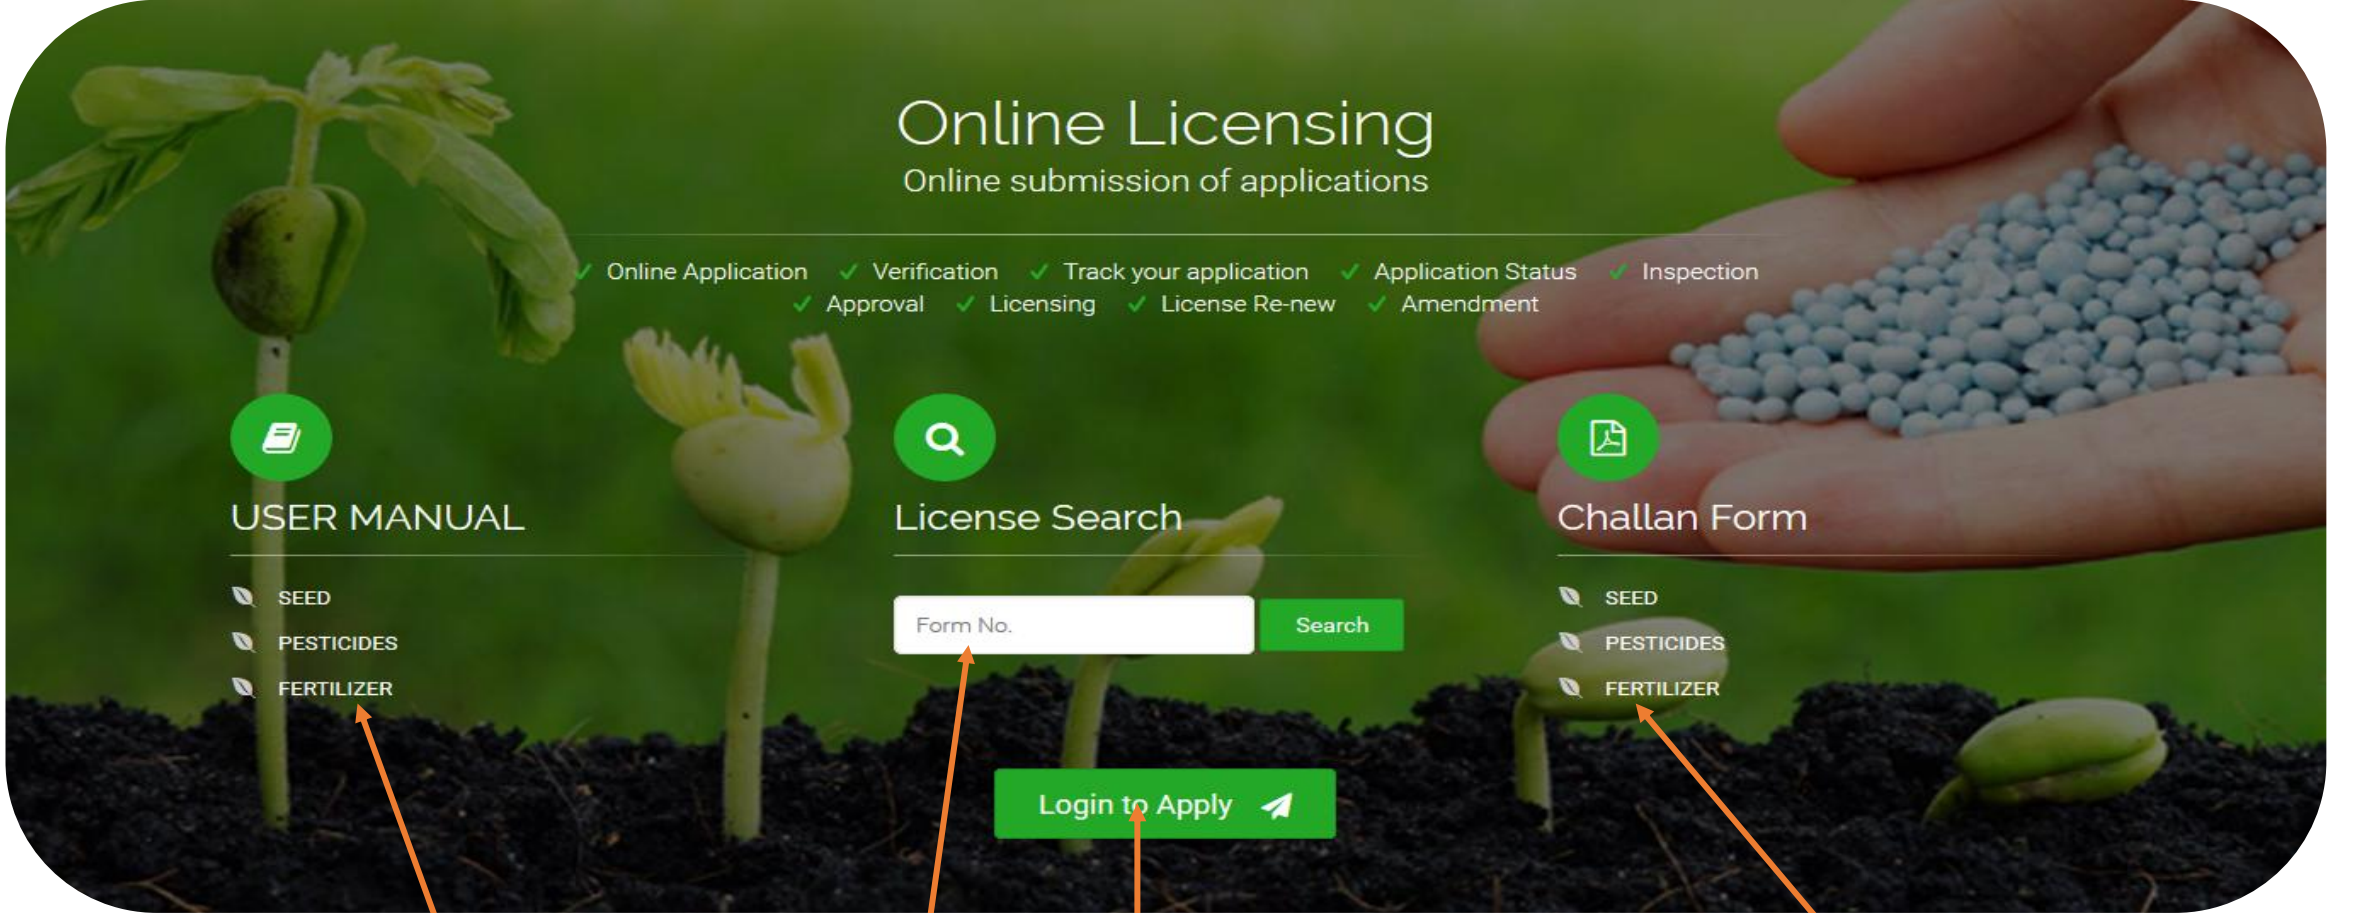 Online Licensing
Online submission of applications
Online Application Verification Track your application Application Status Inspection
Approval Licensing License Re-new Amendment
USER MANUAL
SEED
PESTICIDES
FERTILIZER
License Search
Form No. Search
Challan Form
SEED
PESTICIDES
FERTILIZER
Login to Apply